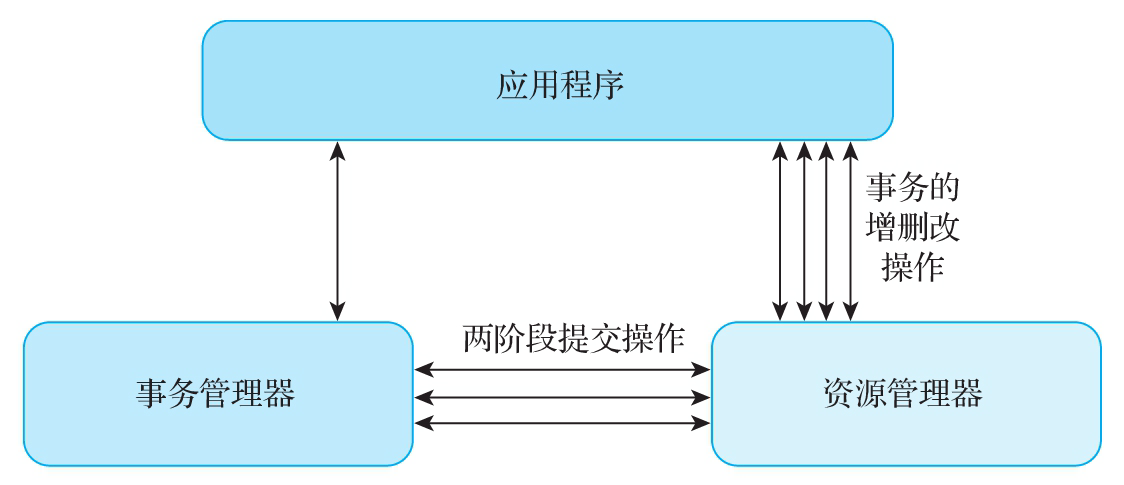 应用程序
事务的
增删改
操作
两阶段提交操作
事务管理器
资源管理器